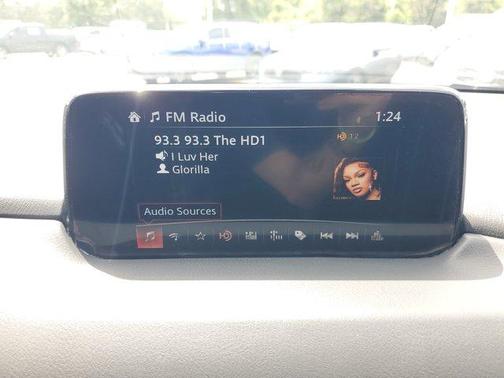 FM Radio
1:24
93.3 93.3 The HD1
I Luv Her
Glorilla
Audio Sources